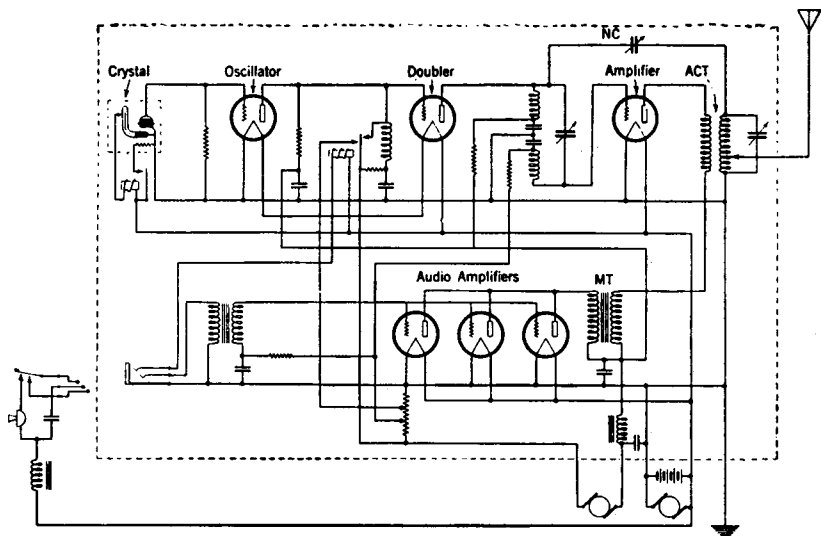 NC
Crystal
Oscillator
Doubler
Amplifier
ACT
Audio Amplifiers
MT